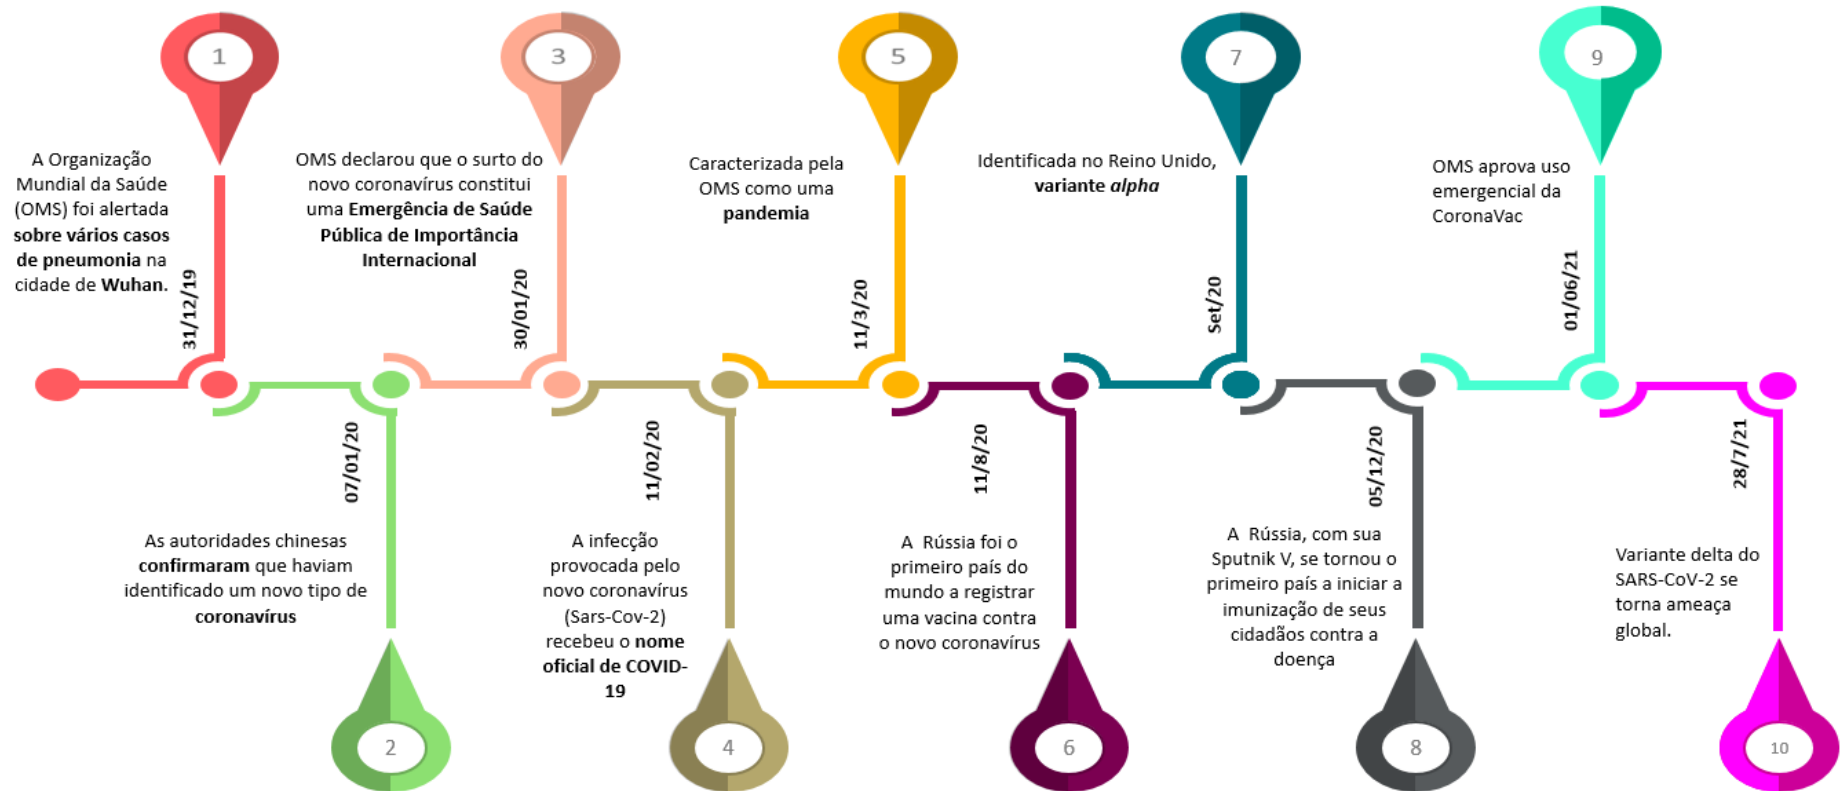 1
A Organização
Mundial da Saúde
(OMS) foi alertada
sobre vários casos
de pneumonia na
cidade de Wuhan.
31/12/19
2
07/01/20
As autoridades chinesas
confirmaram que haviam
identificado um novo tipo de
coronavírus
3
OMS declarou que o surto do
novo coronavírus constitui
uma Emergência de Saúde
Pública de Importância
Internacional
30/01/20
4
11/02/20
A infecção
provocada pelo
novo coronavírus
(Sars-Cov-2)
recebeu o nome
oficial de COVID-
19
5
Caracterizada pela
OMS como uma
pandemia
11/3/20
6
11/8/20
A Rússia foi o
primeiro país do
mundo a registrar
uma vacina contra
o novo coronavírus
7
Identificada no Reino Unido,
variante alpha
Set/20
8
05/12/20
A Rússia, com sua
Sputnik V, se tornou o
primeiro país a iniciar a
imunização de seus
cidadãos contra a
doença
9
OMS aprova uso
emergencial da
CoronaVac
01/06/21
10
28/7/21
Variante delta do
SARS-CoV-2 se
torna ameaça
global.